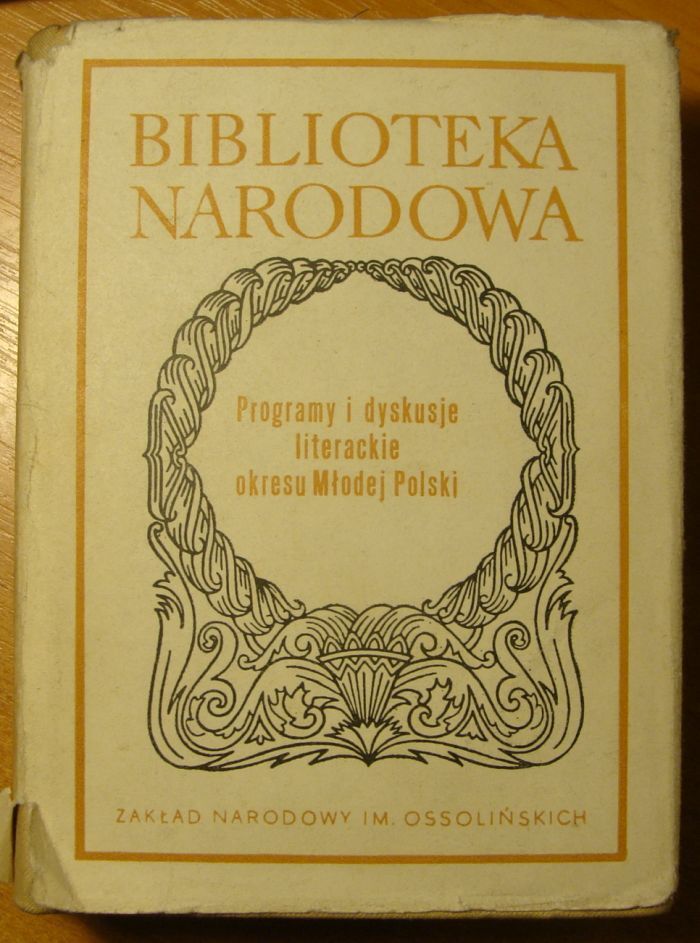 BIBLIOTEKA
NARODOWA
Programy i dyskusje
literackie
okresu Młodej Polski
ZAKŁAD NARODOWY IM. OSSOLIŃSKICH